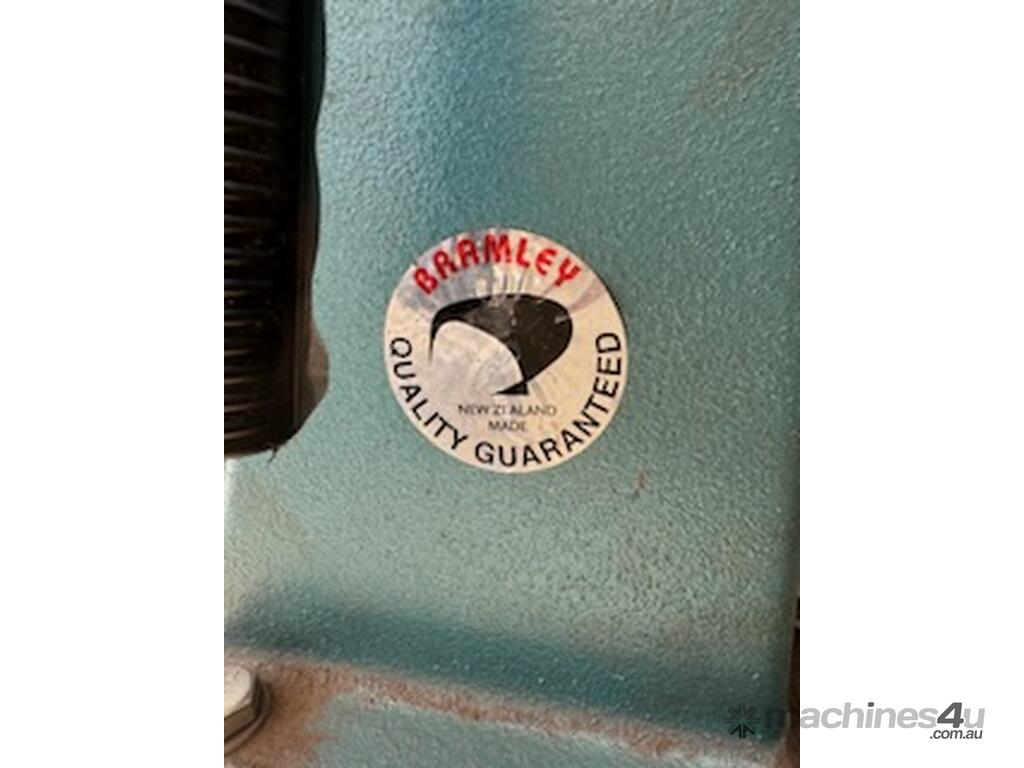 BRAMLEY
NEW ZEALAND
MADE
QUALITY GUARANTEED
machines4u
.com.au